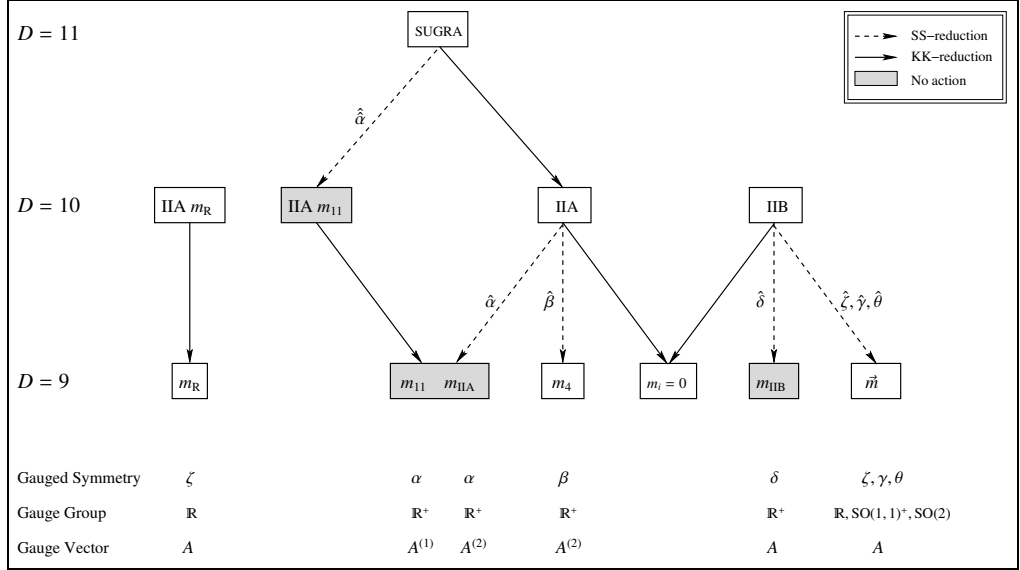 D = 11
SUGRA
SS−reduction
KK−reduction
No action
α̂̂
D = 10
IIA m_R
IIA m_11
IIA
IIB
α̂
β̂
δ̂
ζ̂, γ̂, θ̂
D = 9
m_R
m_11 m_IIA
m_4
m_i = 0
m_IIB
m⃗
Gauged Symmetry ζ α α β δ ζ, γ, θ
Gauge Group ℝ ℝ⁺ ℝ⁺ ℝ⁺ ℝ⁺ ℝ, SO(1, 1)⁺, SO(2)
Gauge Vector A A⁽¹⁾ A⁽²⁾ A⁽²⁾ A A